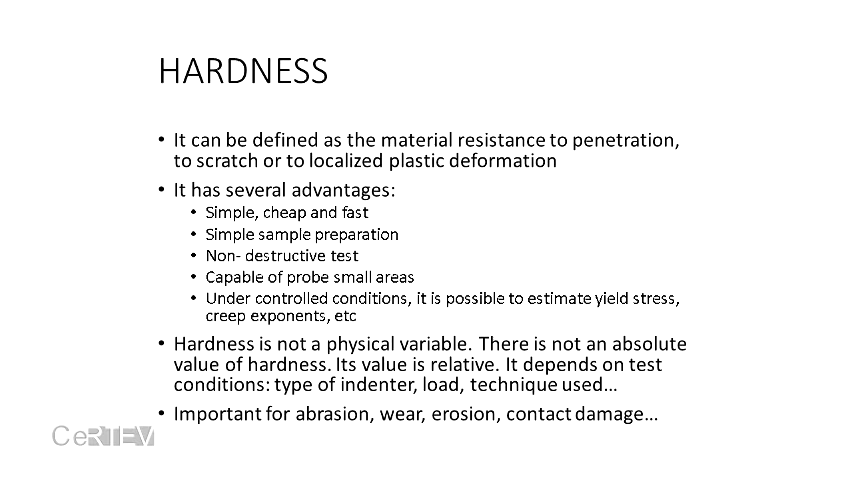 HARDNESS
• It can be defined as the material resistance to penetration,
to scratch or to localized plastic deformation
• It has several advantages:
• Simple, cheap and fast
• Simple sample preparation
• Non- destructive test
• Capable of probe small areas
• Under controlled conditions, it is possible to estimate yield stress,
creep exponents, etc
• Hardness is not a physical variable. There is not an absolute
value of hardness. Its value is relative. It depends on test
conditions: type of indenter, load, technique used…
• Important for abrasion, wear, erosion, contact damage…
CeRTEV